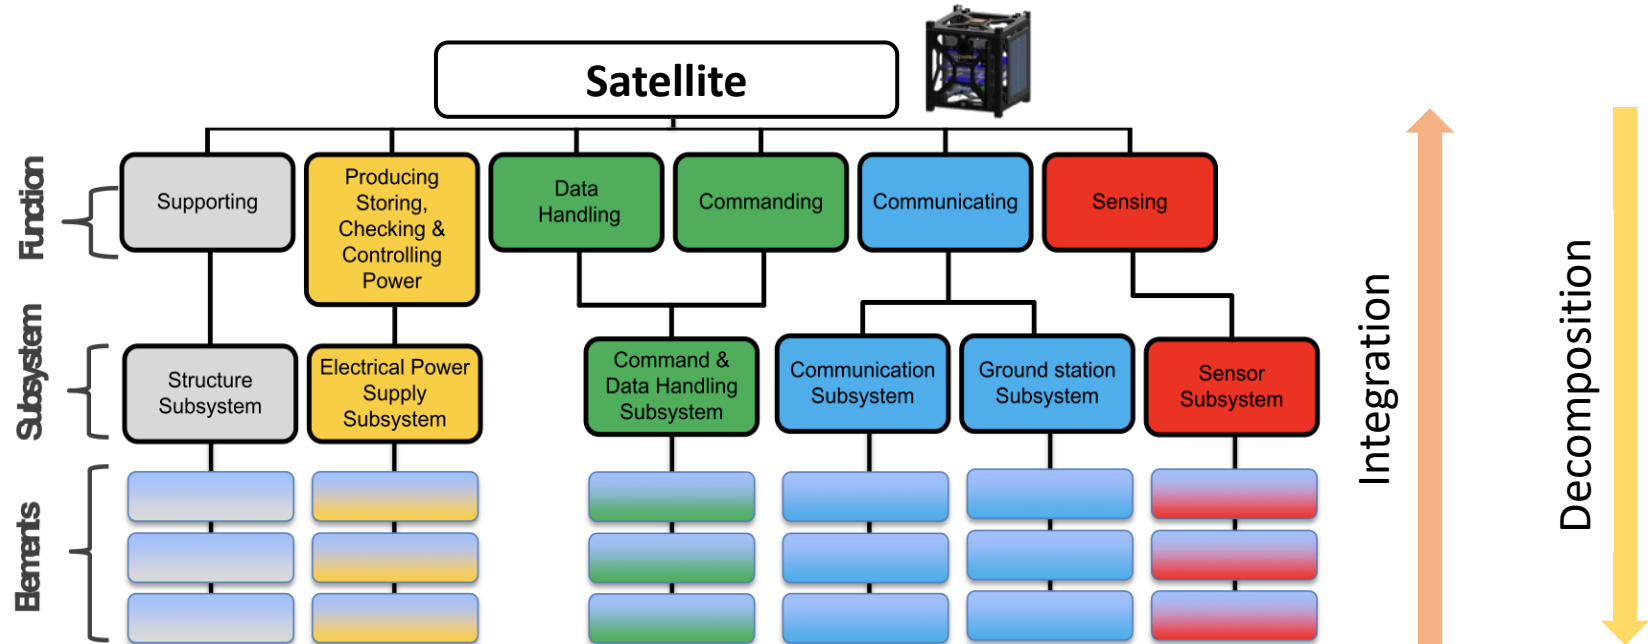 Satellite
Function
Supporting
Producing
Storing,
Checking &
Controlling
Power
Data
Handling
Commanding
Communicating
Sensing
Subsystem
Structure
Subsystem
Electrical Power
Supply
Subsystem
Command &
Data Handling
Subsystem
Communication
Subsystem
Ground station
Subsystem
Sensor
Subsystem
Elements
Integration
Decomposition